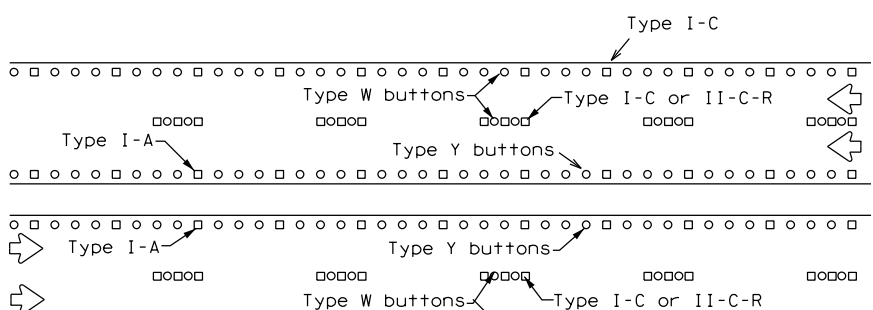 Type I-C
Type W buttons
Type I-C or II-C-R
Type I-A
Type Y buttons
Type I-A
Type Y buttons
Type W buttons
Type I-C or II-C-R